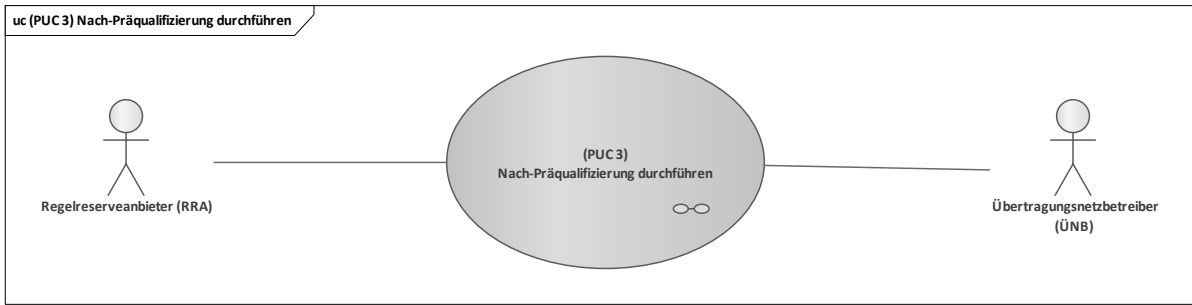 uc (PUC 3) Nach-Präqualifizierung durchführen
(PUC 3)
Nach-Präqualifizierung durchführen
Regelreserveanbieter (RRA)
Übertragungsnetzbetreiber
(ÜNB)